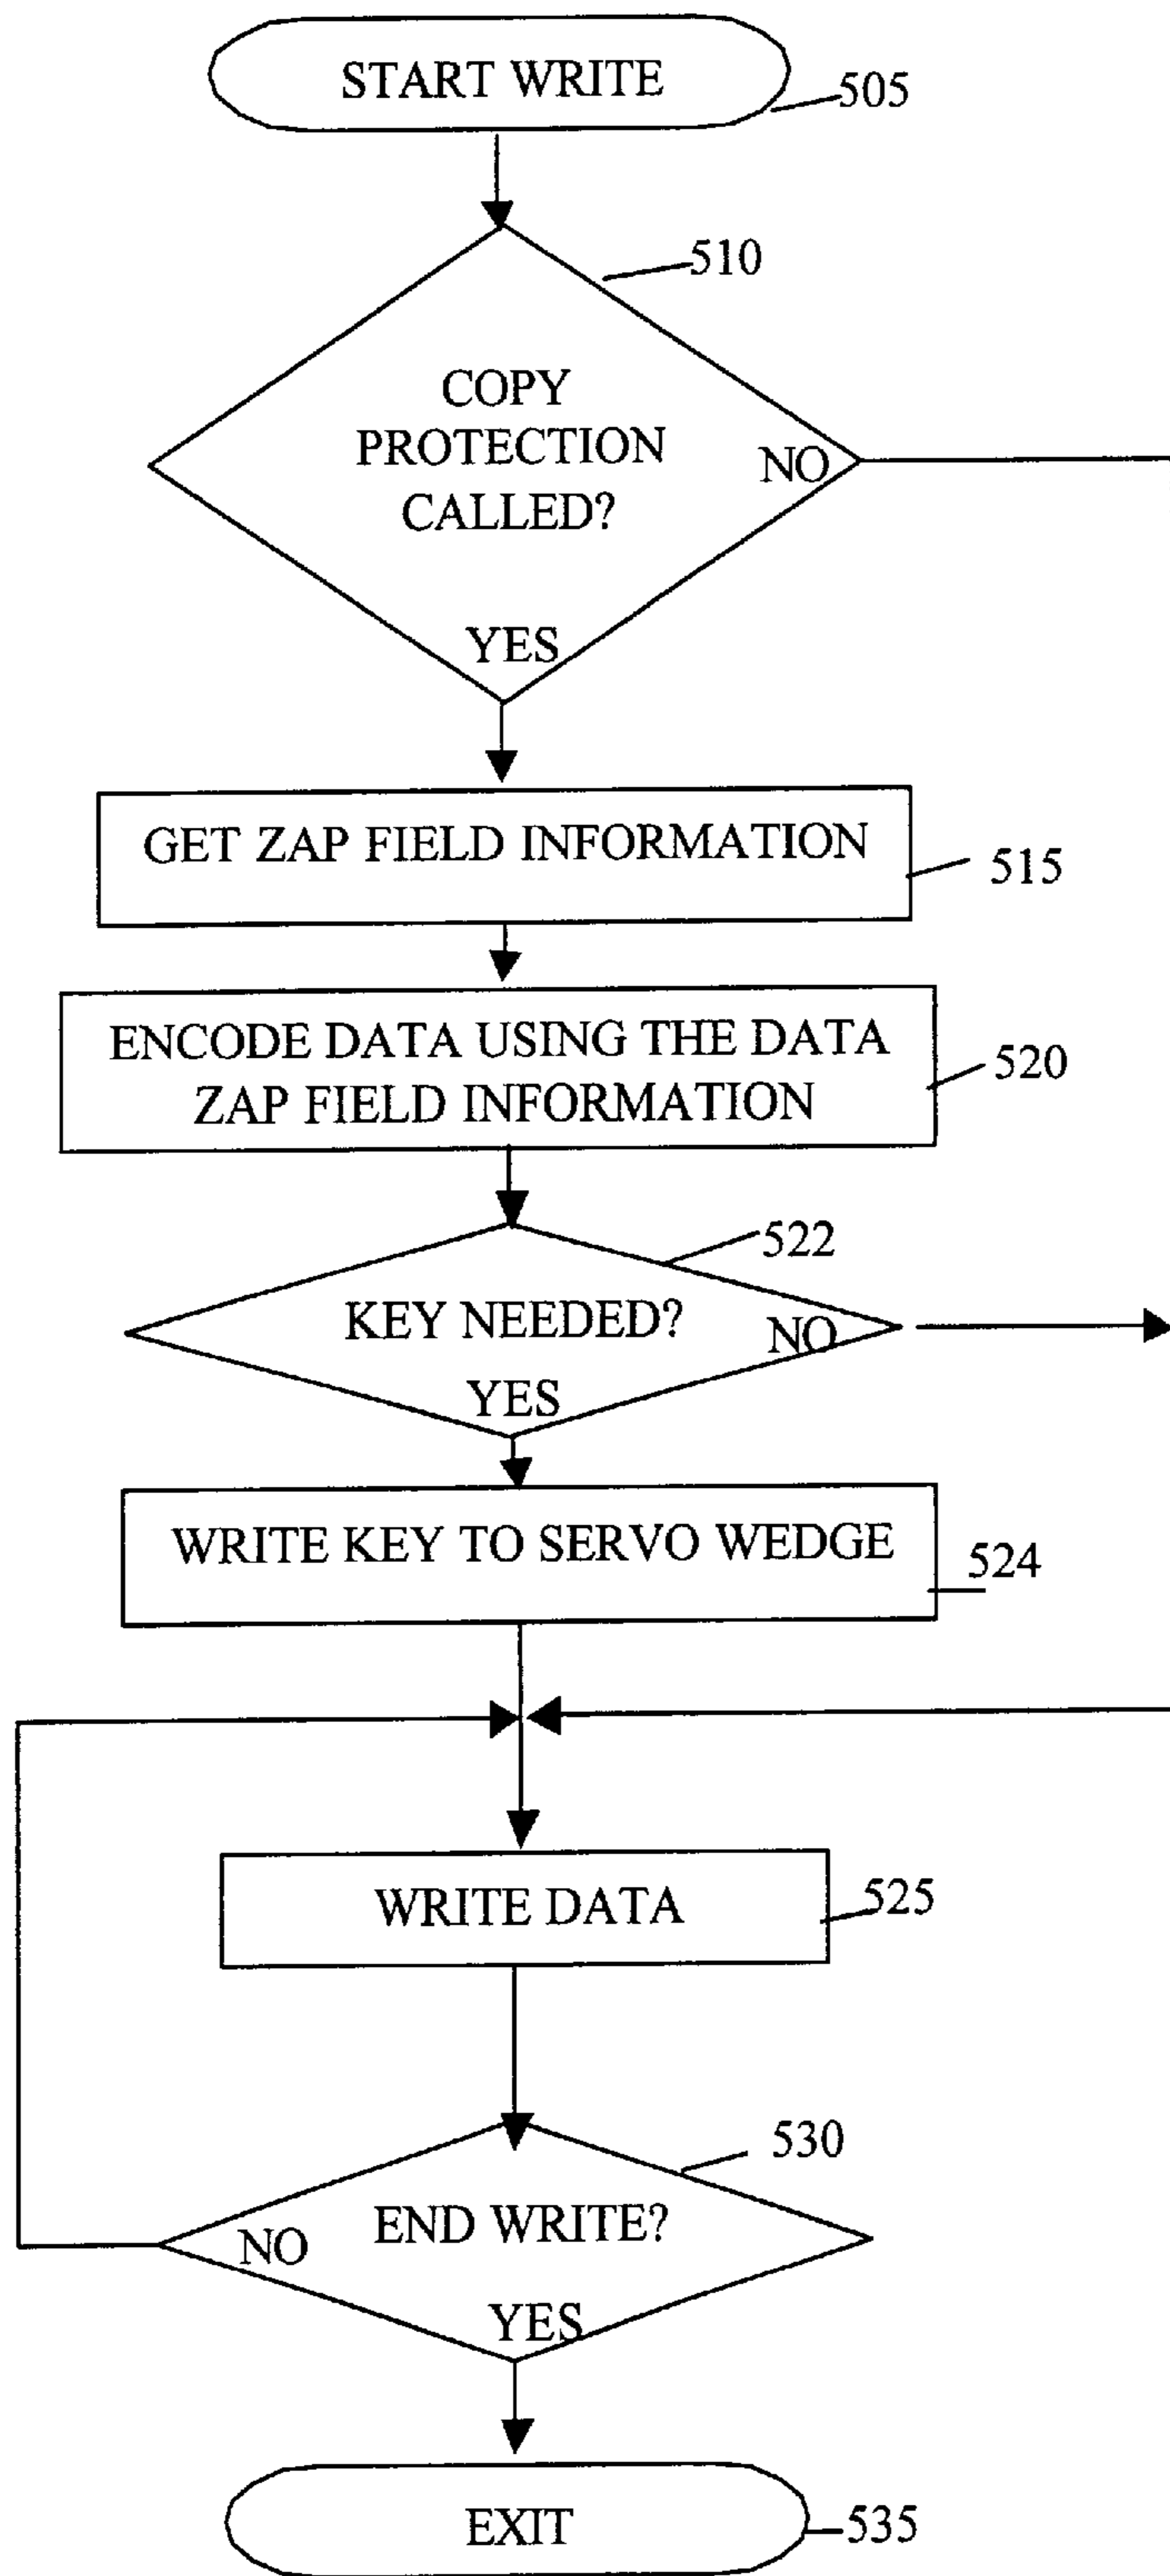 START WRITE
505
510
COPY
PROTECTION
CALLED?
NO
YES
GET ZAP FIELD INFORMATION
515
ENCODE DATA USING THE DATA
ZAP FIELD INFORMATION
520
522
KEY NEEDED?
NO
YES
WRITE KEY TO SERVO WEDGE
524
WRITE DATA
525
530
END WRITE?
NO
YES
EXIT
535